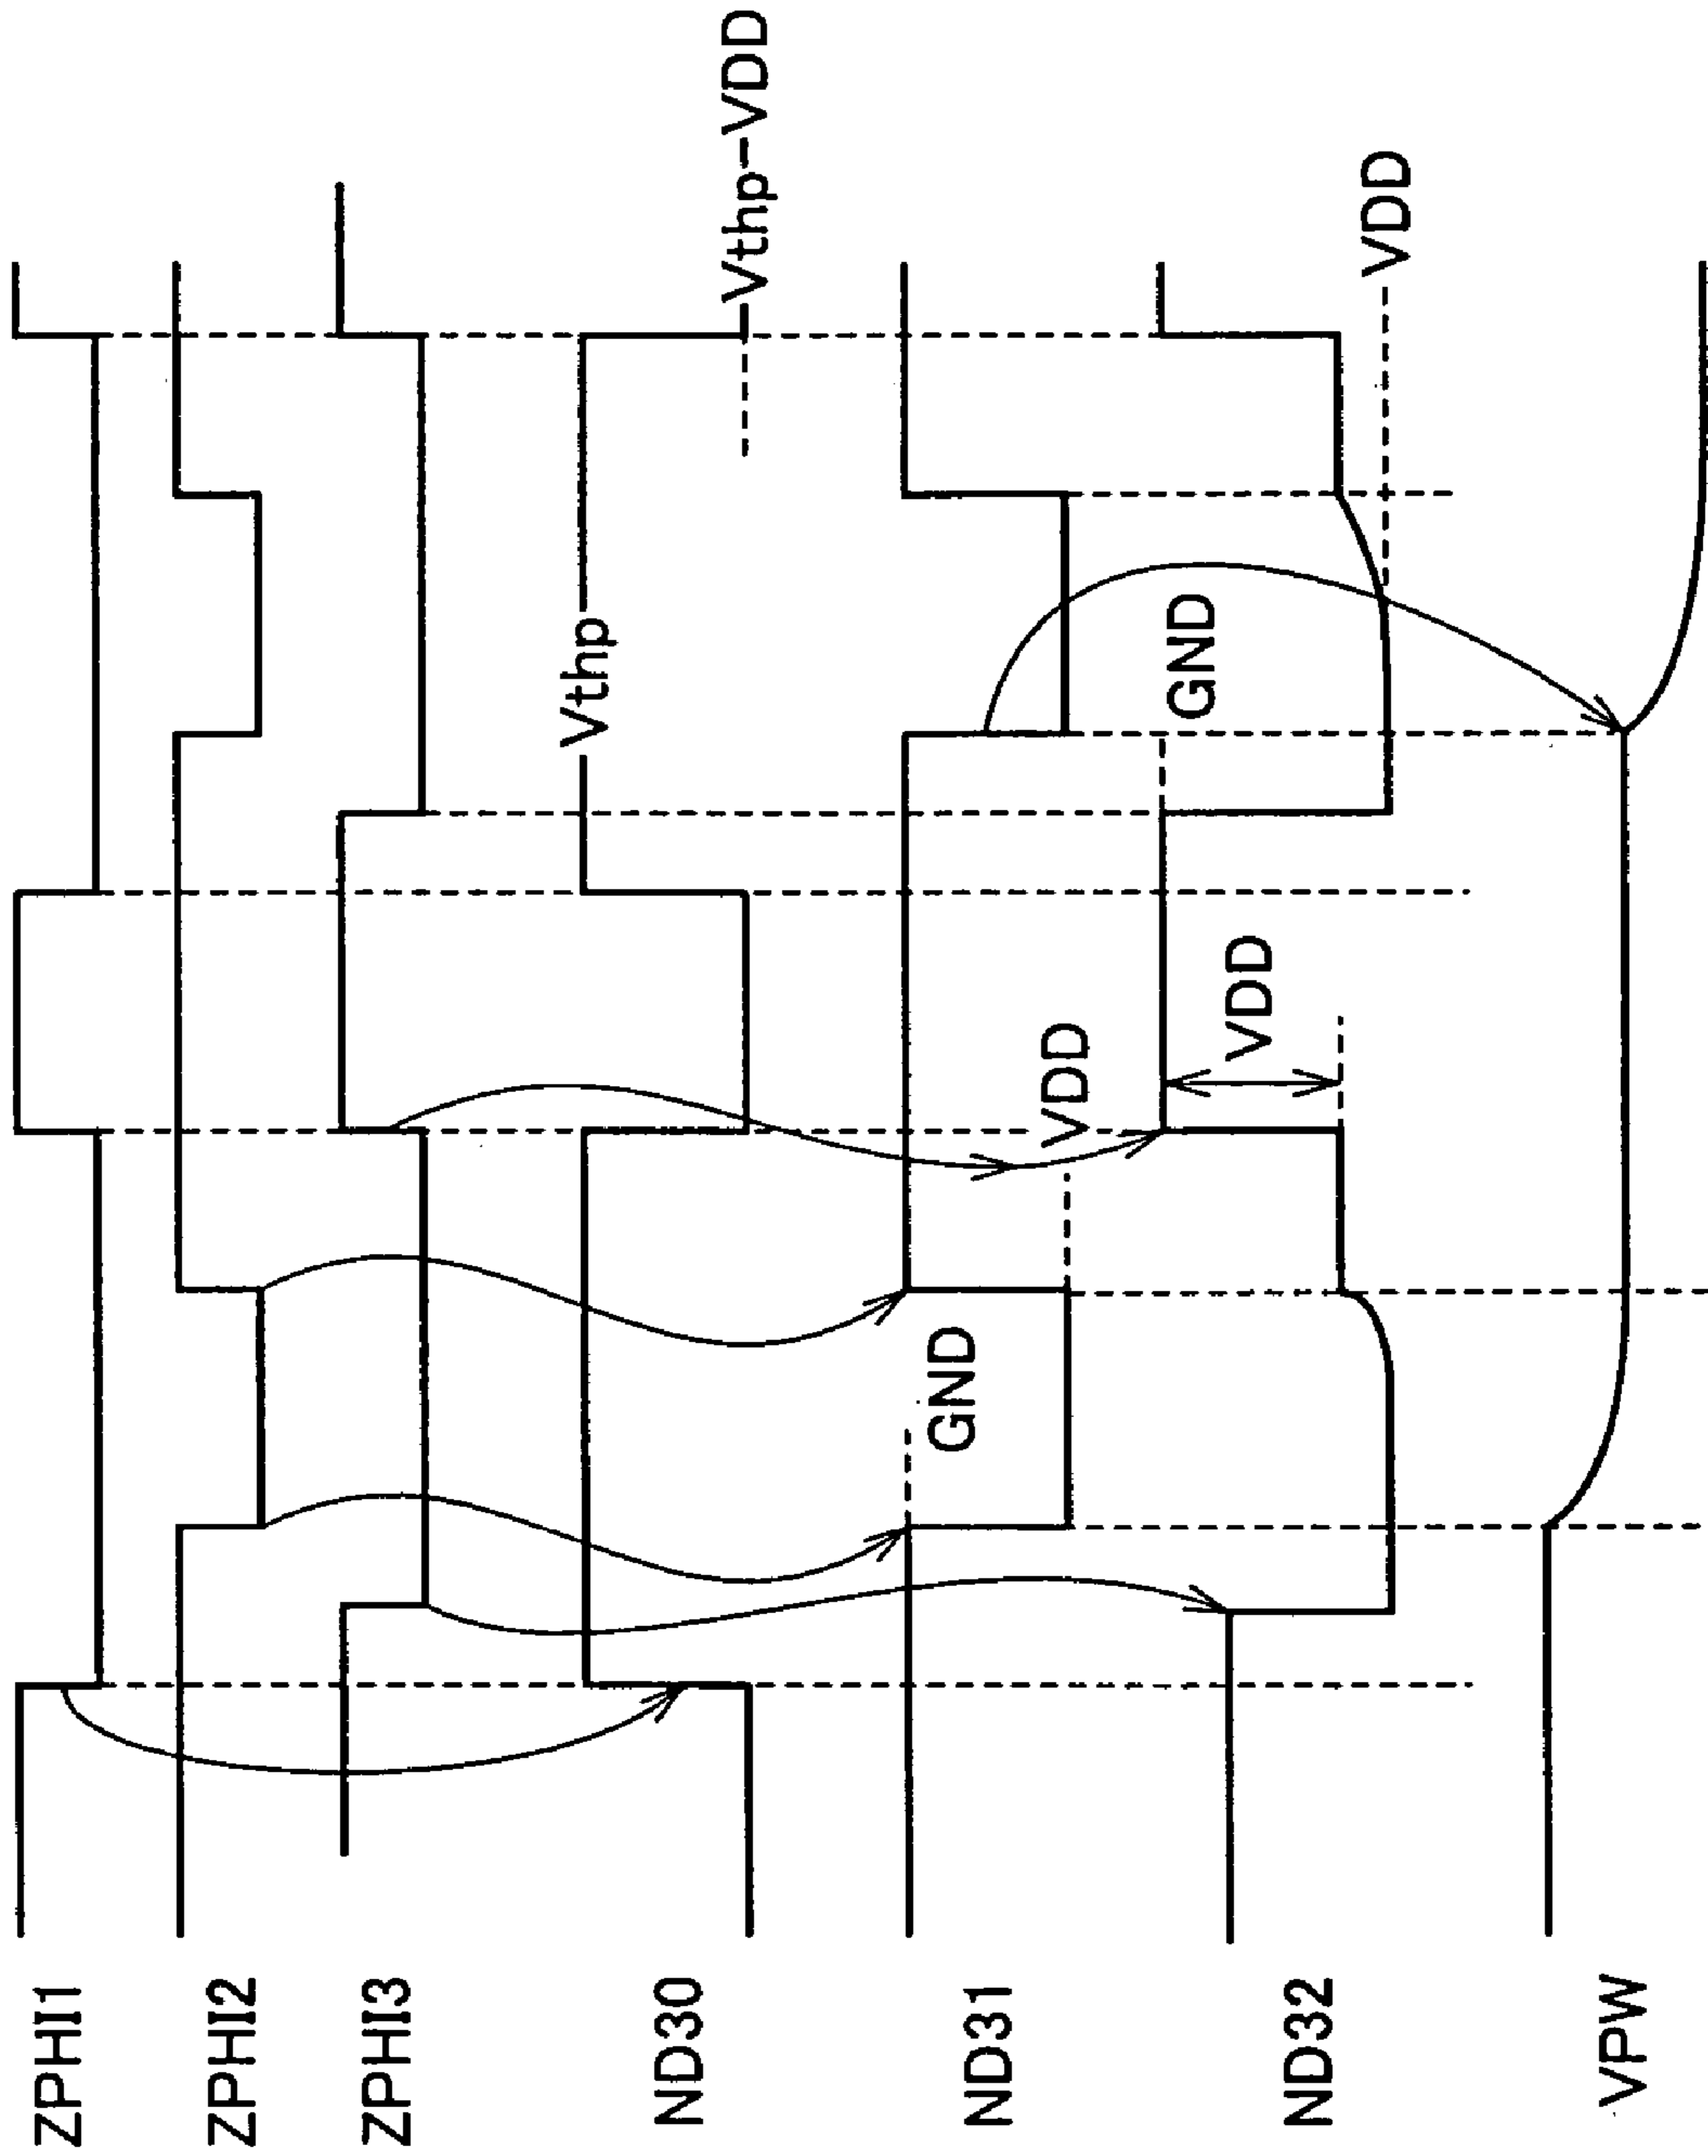 ZPHI1
ZPHI2
ZPHI3
ND30
Vthp
Vthp-VDD
ND31
GND
VDD
ND32
VDD
GND
VDD
VPW